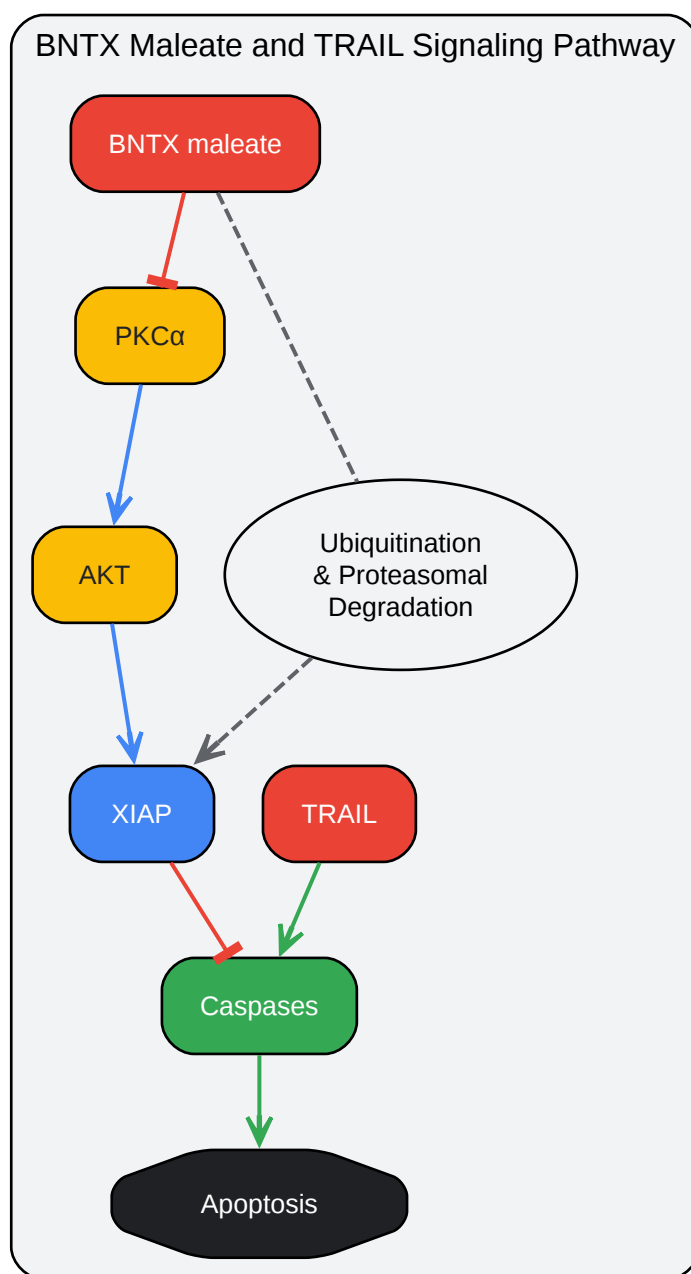 BNTX Maleate and TRAIL Signaling Pathway
BNTX maleate
PKCα
AKT
Ubiquitination
& Proteasomal
Degradation
XIAP
TRAIL
Caspases
Apoptosis